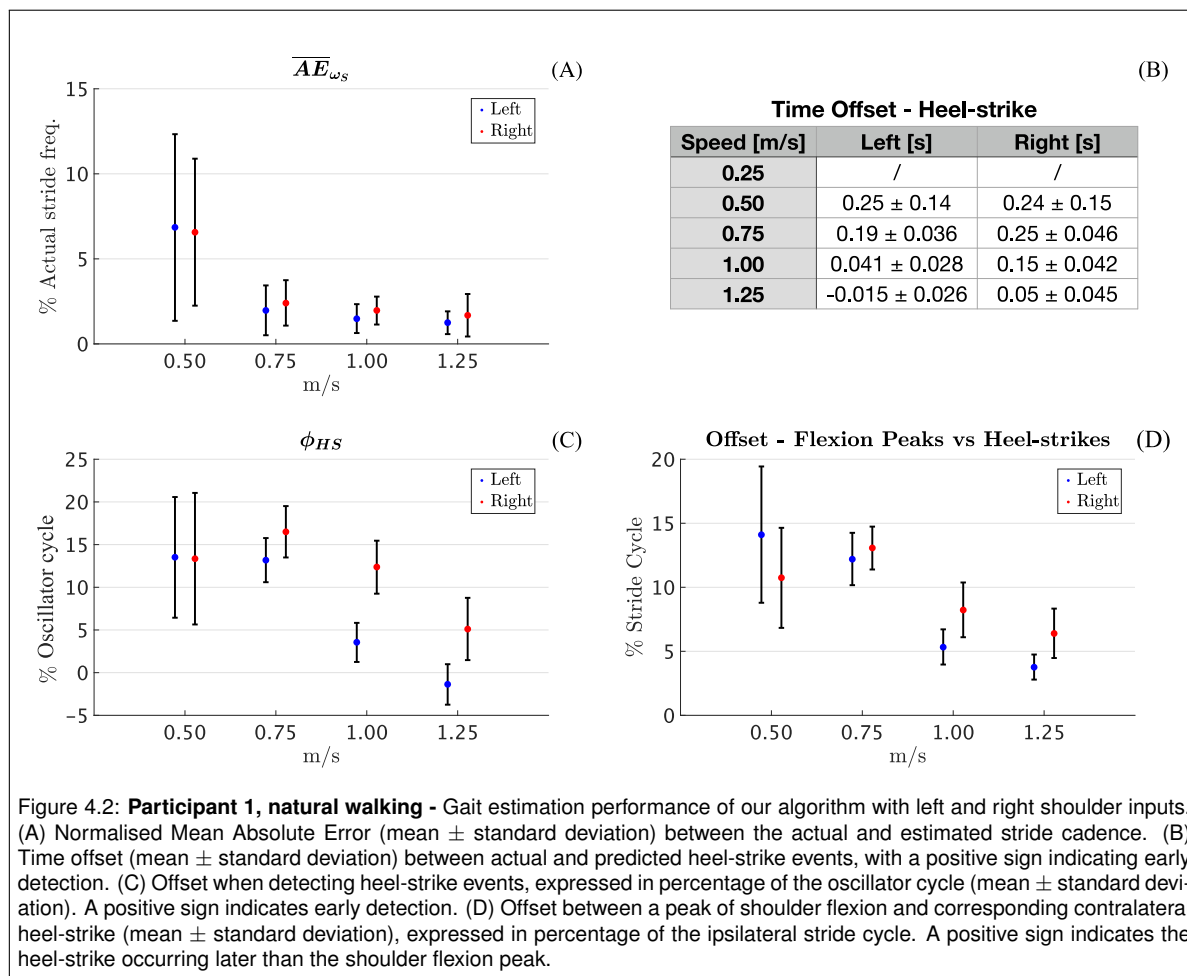 AE ωS
(A)
% Actual stride freq.
15
10
5
0
Left
Right
0.50 0.75 1.00 1.25
m/s
(B)
Time Offset - Heel-strike
Speed [m/s] Left [s] Right [s]
0.25 / /
0.50 0.25 ± 0.14 0.24 ± 0.15
0.75 0.19 ± 0.036 0.25 ± 0.046
1.00 0.041 ± 0.028 0.15 ± 0.042
1.25 -0.015 ± 0.026 0.05 ± 0.045
ϕHS
(C)
% Oscillator cycle
25
20
15
10
5
0
−5
Left
Right
0.50 0.75 1.00 1.25
m/s
Offset - Flexion Peaks vs Heel-strikes
(D)
% Stride Cycle
20
15
10
5
0
Left
Right
0.50 0.75 1.00 1.25
m/s
Figure 4.2: Participant 1, natural walking - Gait estimation performance of our algorithm with left and right shoulder inputs.
(A) Normalised Mean Absolute Error (mean ± standard deviation) between the actual and estimated stride cadence. (B)
Time offset (mean ± standard deviation) between actual and predicted heel-strike events, with a positive sign indicating early
detection. (C) Offset when detecting heel-strike events, expressed in percentage of the oscillator cycle (mean ± standard devi-
ation). A positive sign indicates early detection. (D) Offset between a peak of shoulder flexion and corresponding contralatera
heel-strike (mean ± standard deviation), expressed in percentage of the ipsilateral stride cycle. A positive sign indicates the
heel-strike occurring later than the shoulder flexion peak.